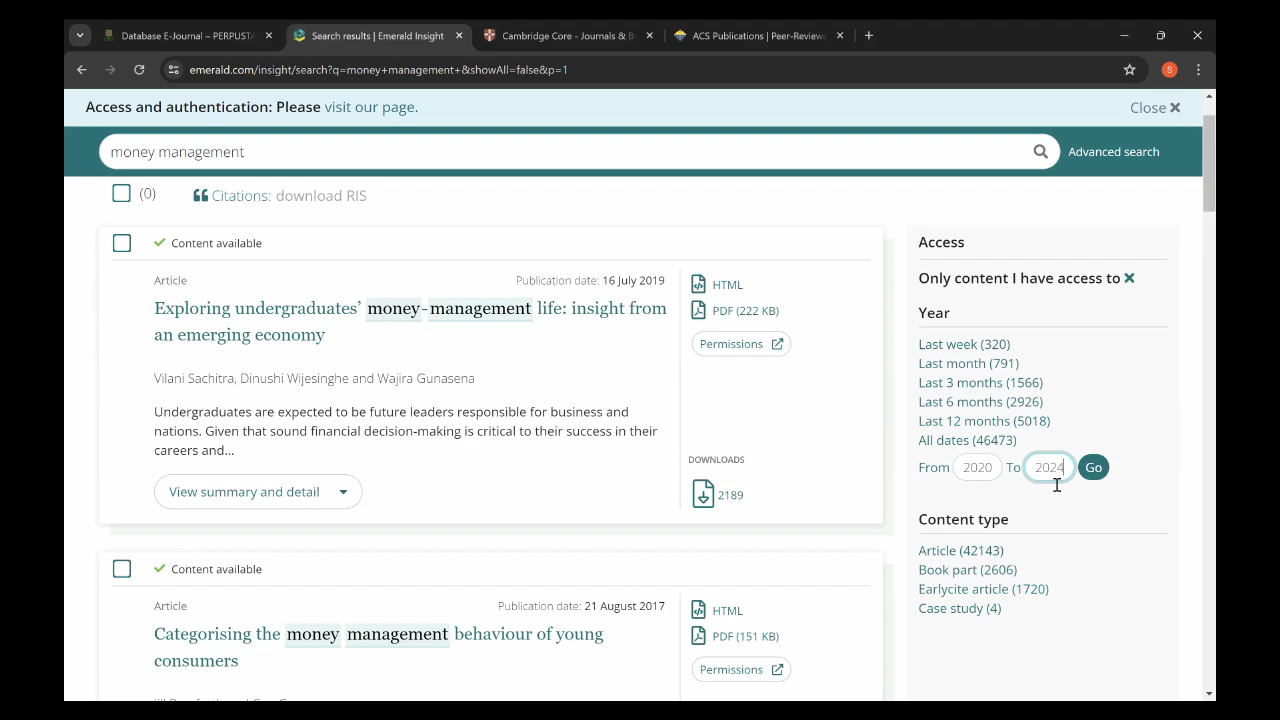 Database E-Journal – PERPUSTA
Search results | Emerald Insight
Cambridge Core - Journals & B
ACS Publications | Peer-Review
emerald.com/insight/search?q=money+management+&showAll=false&p=1
S
Access and authentication: Please visit our page.
Close
money management
Advanced search
(0)
Citations: download RIS
Content available
Article
Publication date: 16 July 2019
Exploring undergraduates’ money-management life: insight from
an emerging economy
Vilani Sachitra, Dinushi Wijesinghe and Wajira Gunasena
Undergraduates are expected to be future leaders responsible for business and
nations. Given that sound financial decision-making is critical to their success in their
careers and...
View summary and detail
HTML
PDF (222 KB)
Permissions
DOWNLOADS
2189
Content available
Article
Publication date: 21 August 2017
Categorising the money management behaviour of young
consumers
HTML
PDF (151 KB)
Permissions
Access
Only content I have access to
Year
Last week (320)
Last month (791)
Last 3 months (1566)
Last 6 months (2926)
Last 12 months (5018)
All dates (46473)
From 2020 To 2024 Go
Content type
Article (42143)
Book part (2606)
Earlycite article (1720)
Case study (4)